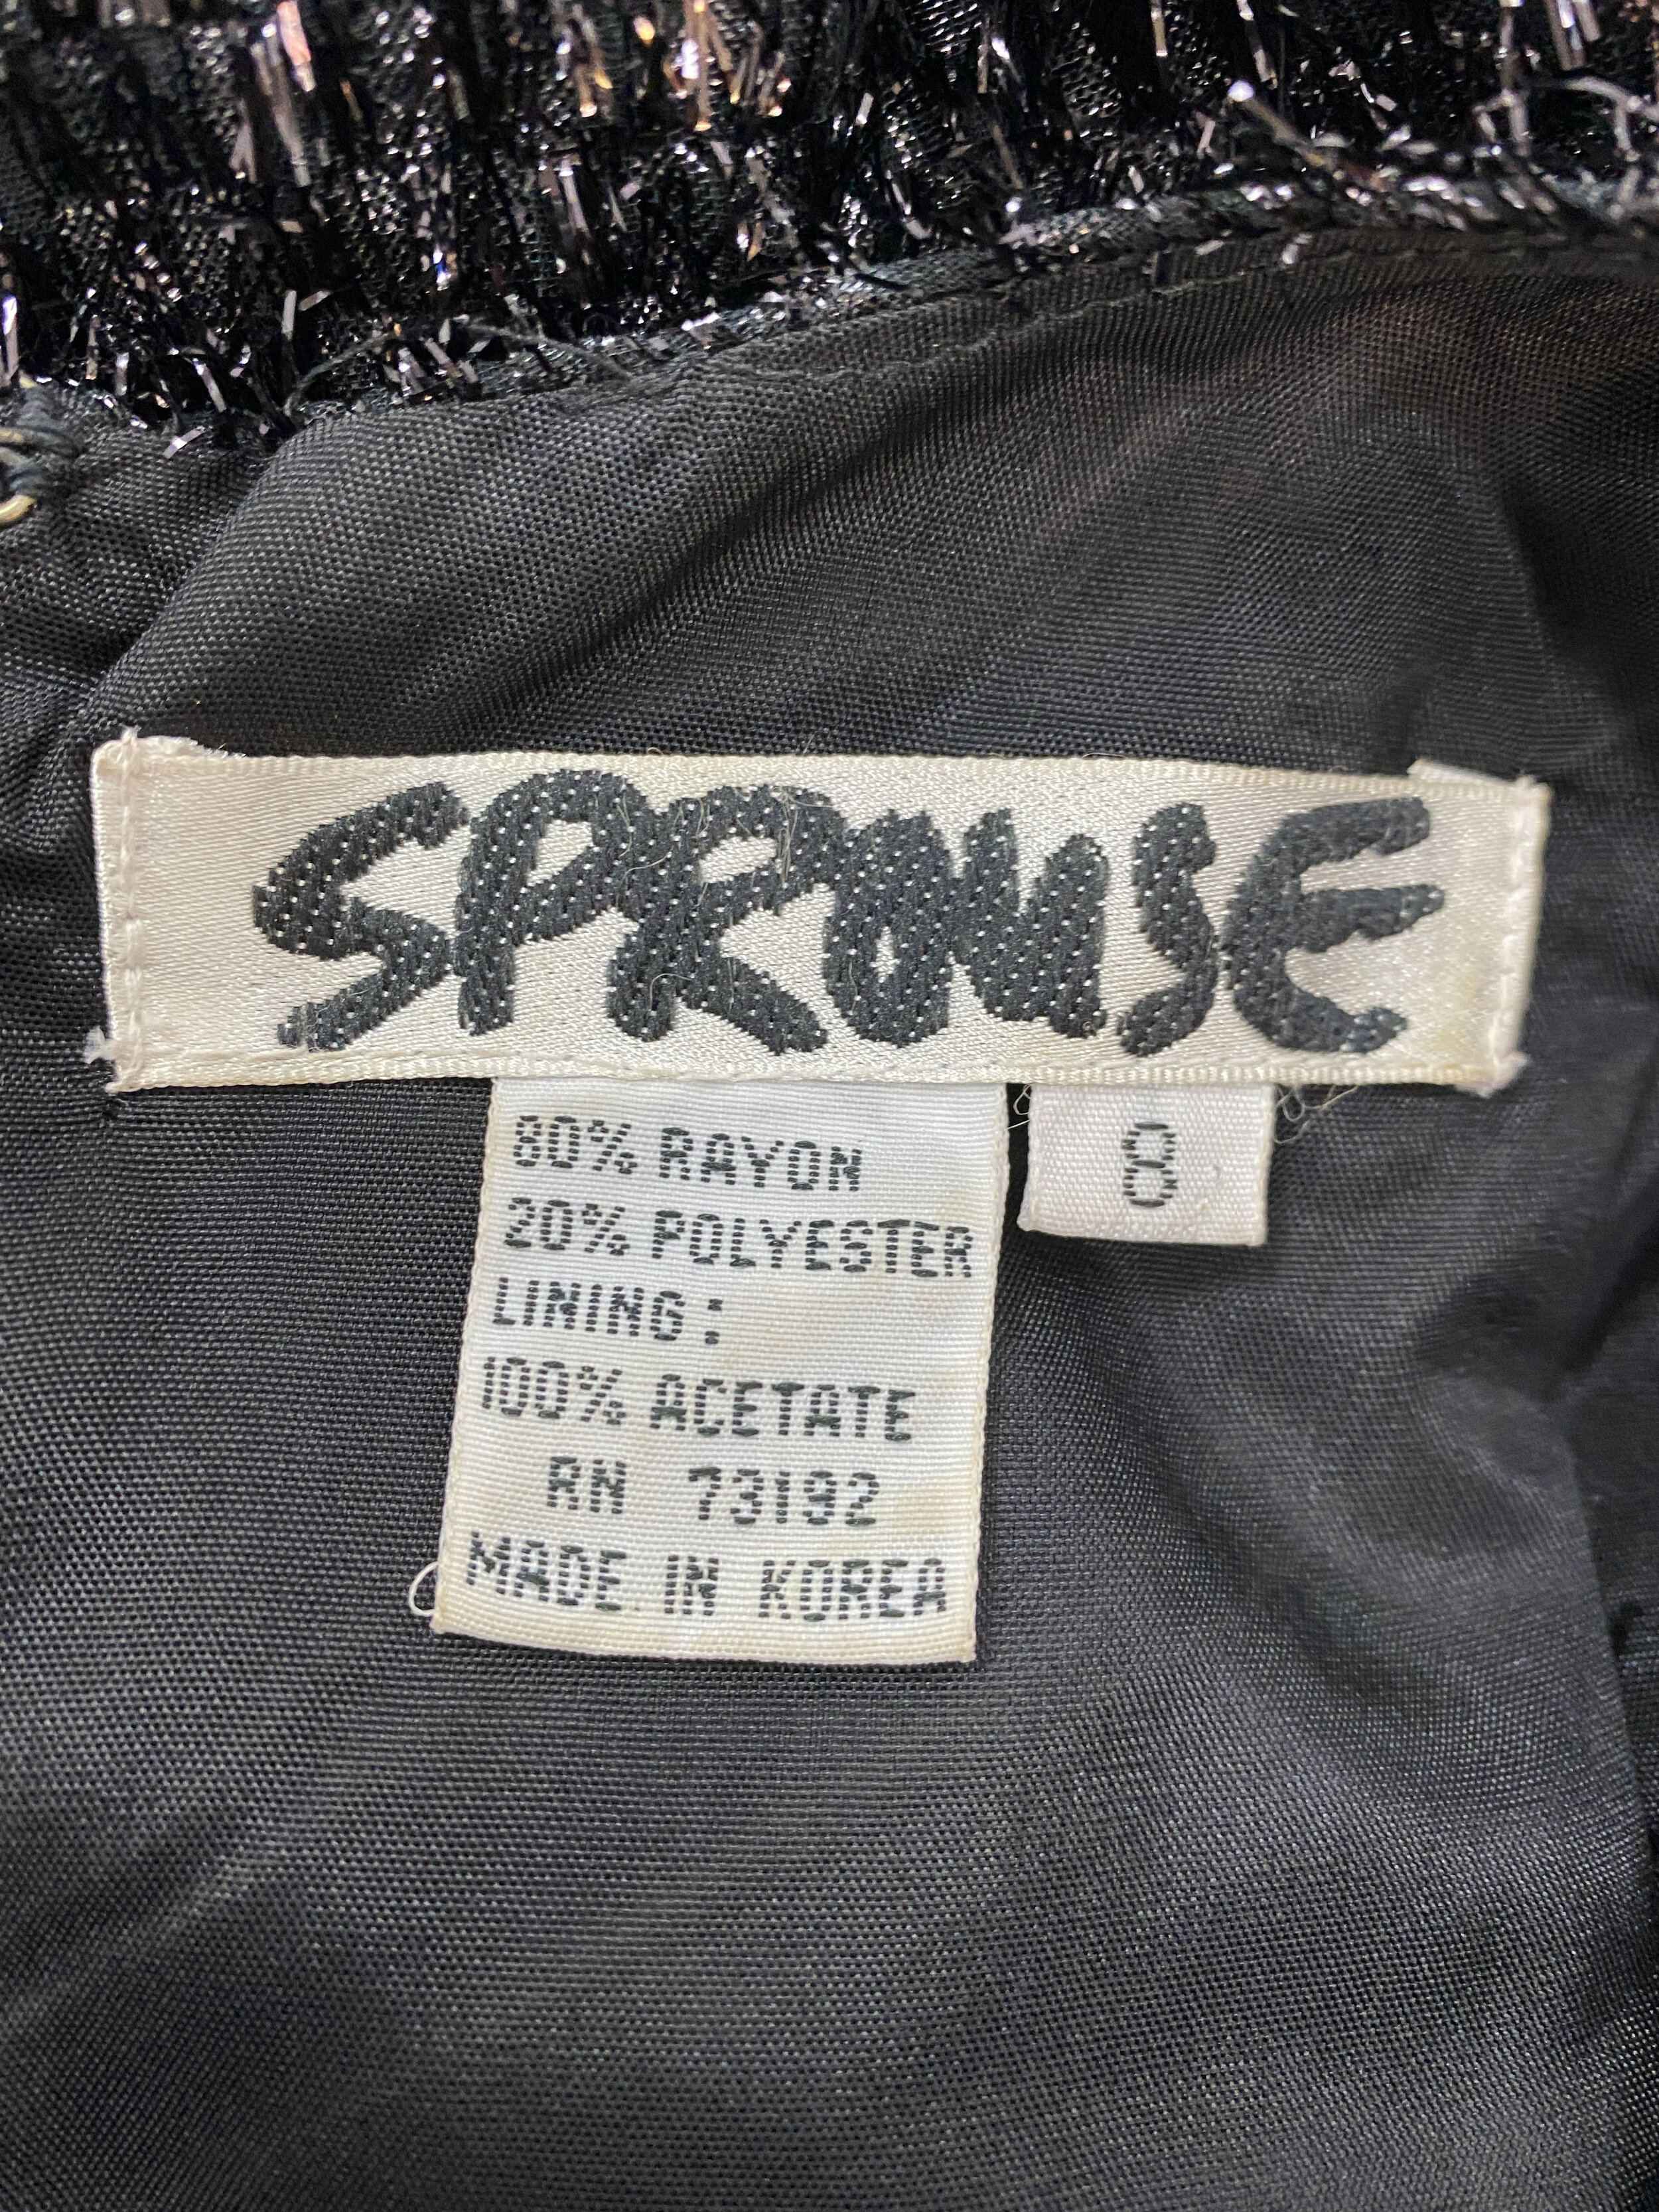 SPROUSE
80% RAYON
20% POLYESTER
LINING:
100% ACETATE
RN 73192
MADE IN KOREA
8